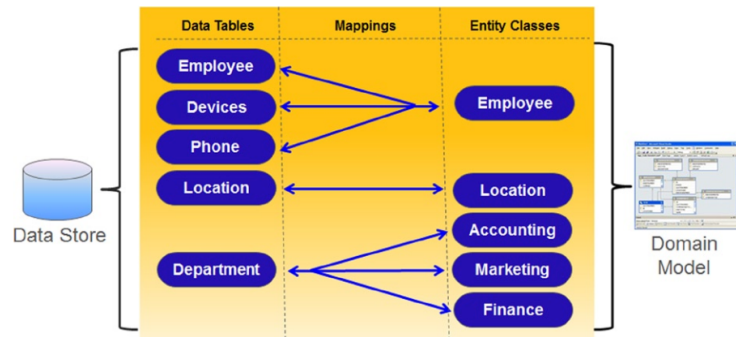 Data Tables
Mappings
Entity Classes
Employee
Devices
Phone
Location
Department
Employee
Location
Accounting
Marketing
Finance
Data Store
Domain
Model